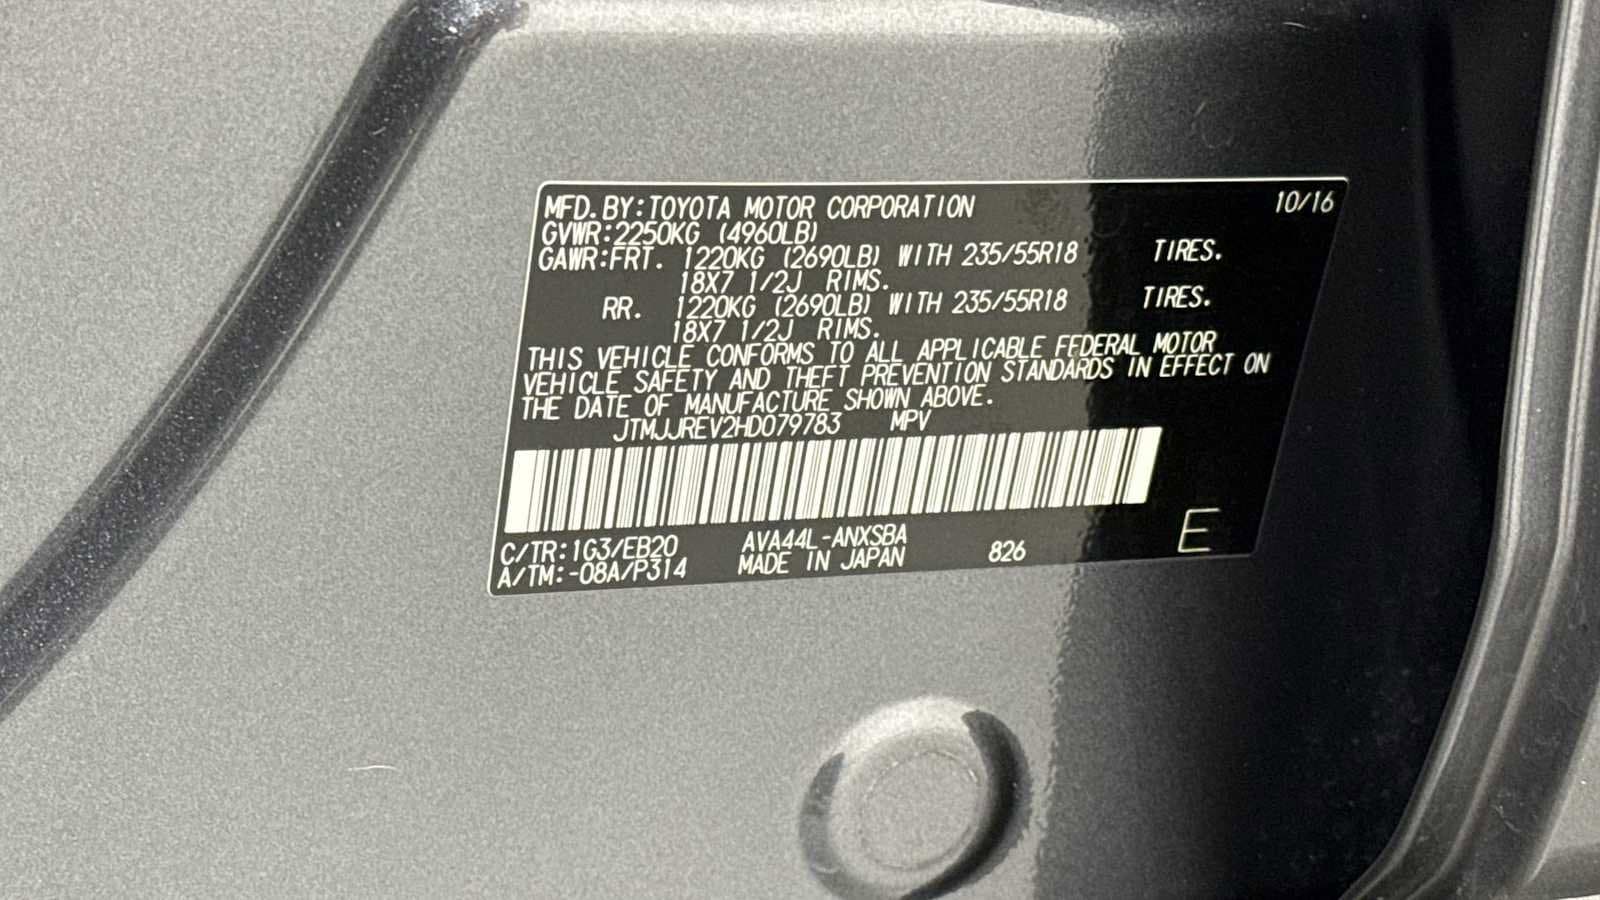 MFD. BY: TOYOTA MOTOR CORPORATION 10/16
GVWR: 2250KG (4960LB)
GAWR: FRT. 1220KG (2690LB) WITH 235/55R18 TIRES.
18X7 1/2J RIMS.
RR. 1220KG (2690LB) WITH 235/55R18 TIRES.
18X7 1/2J RIMS.
THIS VEHICLE CONFORMS TO ALL APPLICABLE FEDERAL MOTOR
VEHICLE SAFETY AND THEFT PREVENTION STANDARDS IN EFFECT ON
THE DATE OF MANUFACTURE SHOWN ABOVE.
JTMJJREV2HD079783 MPV
C/TR: 1G3/EB20 AVA44L-ANXSBA 826 E
A/TM: -08A/P314 MADE IN JAPAN